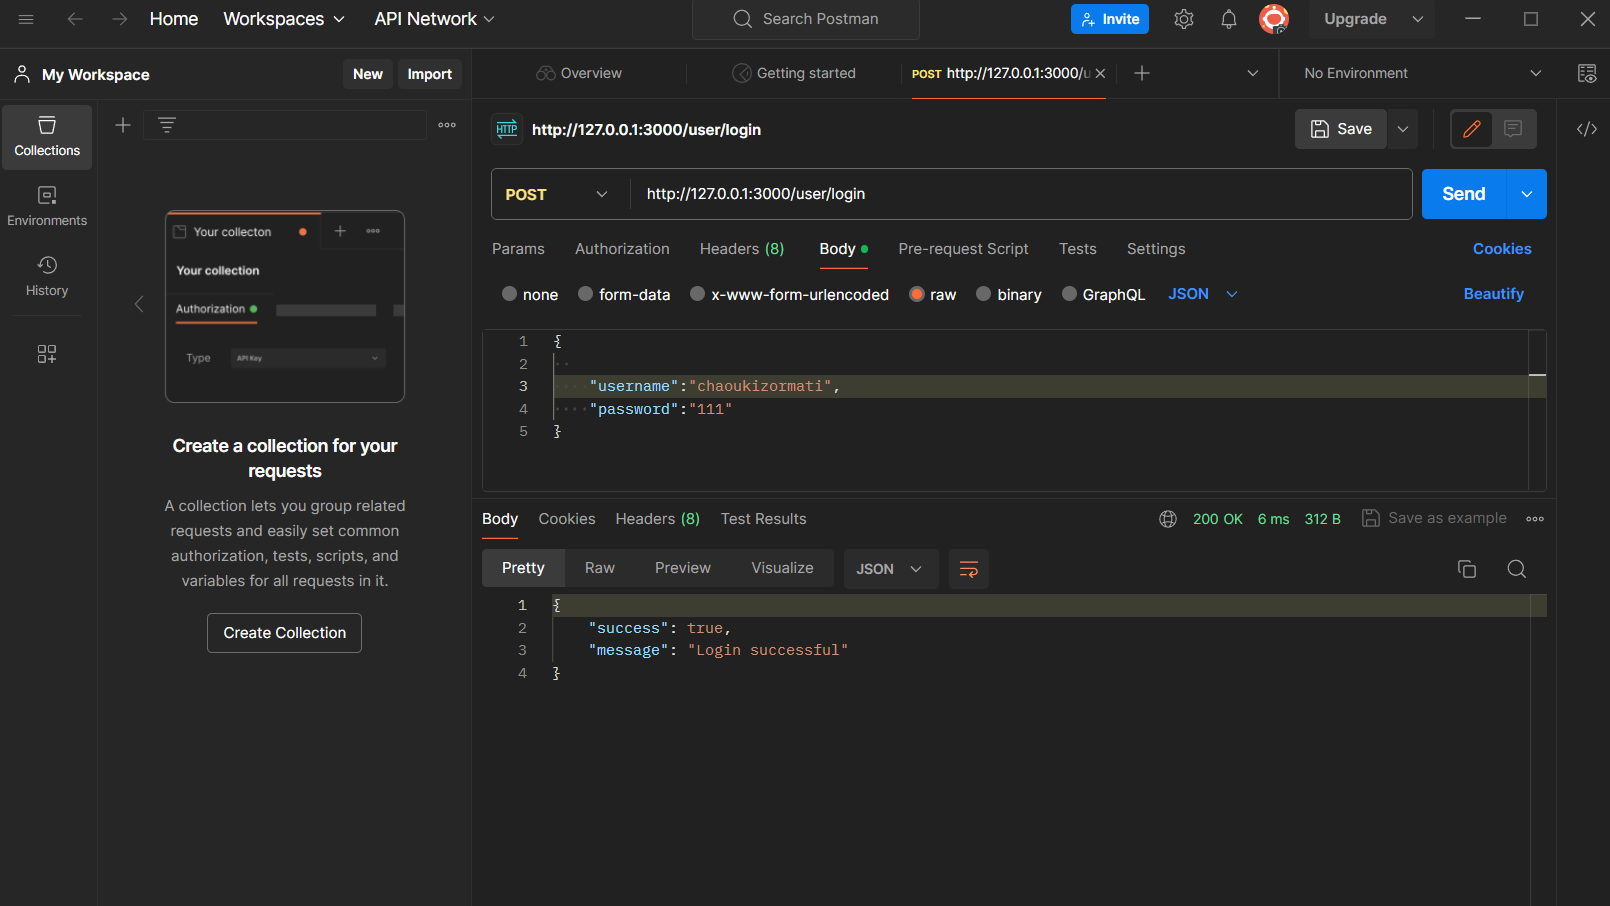 Home Workspaces API Network Search Postman Invite Upgrade
My Workspace New Import Overview Getting started POST http://127.0.0.1:3000/u No Environment
Collections
Environments
History
Your collecton
Your collection
Authorization
Type API Key
Create a collection for your
requests
A collection lets you group related
requests and easily set common
authorization, tests, scripts, and
variables for all requests in it.
Create Collection
HTTP http://127.0.0.1:3000/user/login Save
POST http://127.0.0.1:3000/user/login Send
Params Authorization Headers (8) Body Pre-request Script Tests Settings Cookies
none form-data x-www-form-urlencoded raw binary GraphQL JSON Beautify
1 {
2
3 "username":"chaoukizormati",
4 "password":"111"
5 }
Body Cookies Headers (8) Test Results 200 OK 6 ms 312 B Save as example
Pretty Raw Preview Visualize JSON
1 {
2 "success": true,
3 "message": "Login successful"
4 }